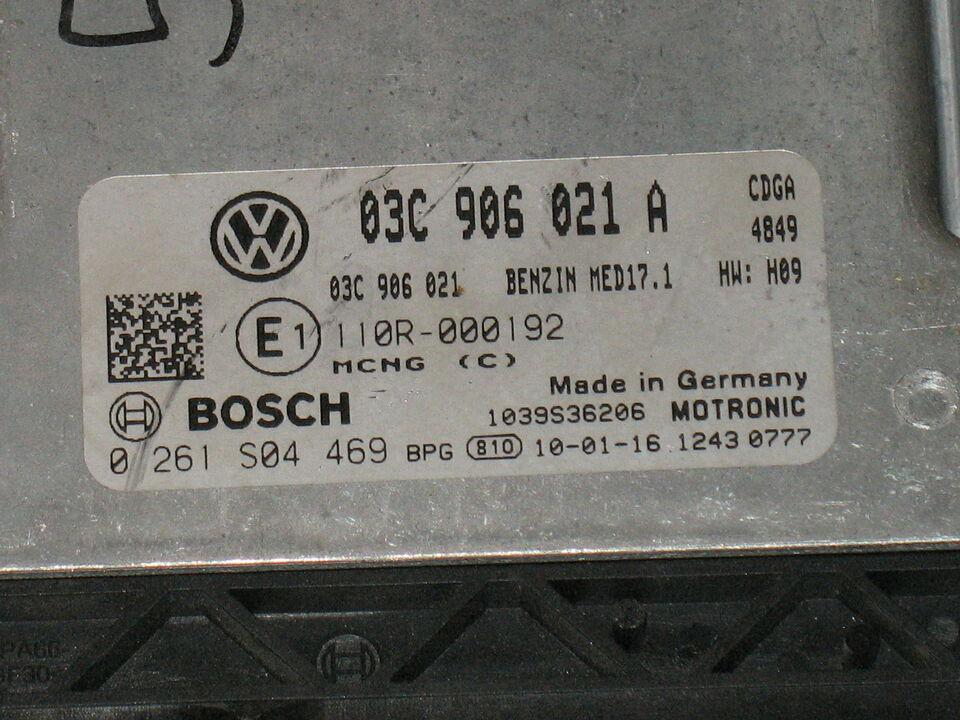 03C 906 021 A
CDGA
4849
03C 906 021 BENZIN MED17.1 HW: H09
E1 110R-000192
MCNG (C)
Made in Germany
BOSCH 1039S36206 MOTRONIC
0 261 S04 469 BPG 810 10-01-16 1243 0777
PA66